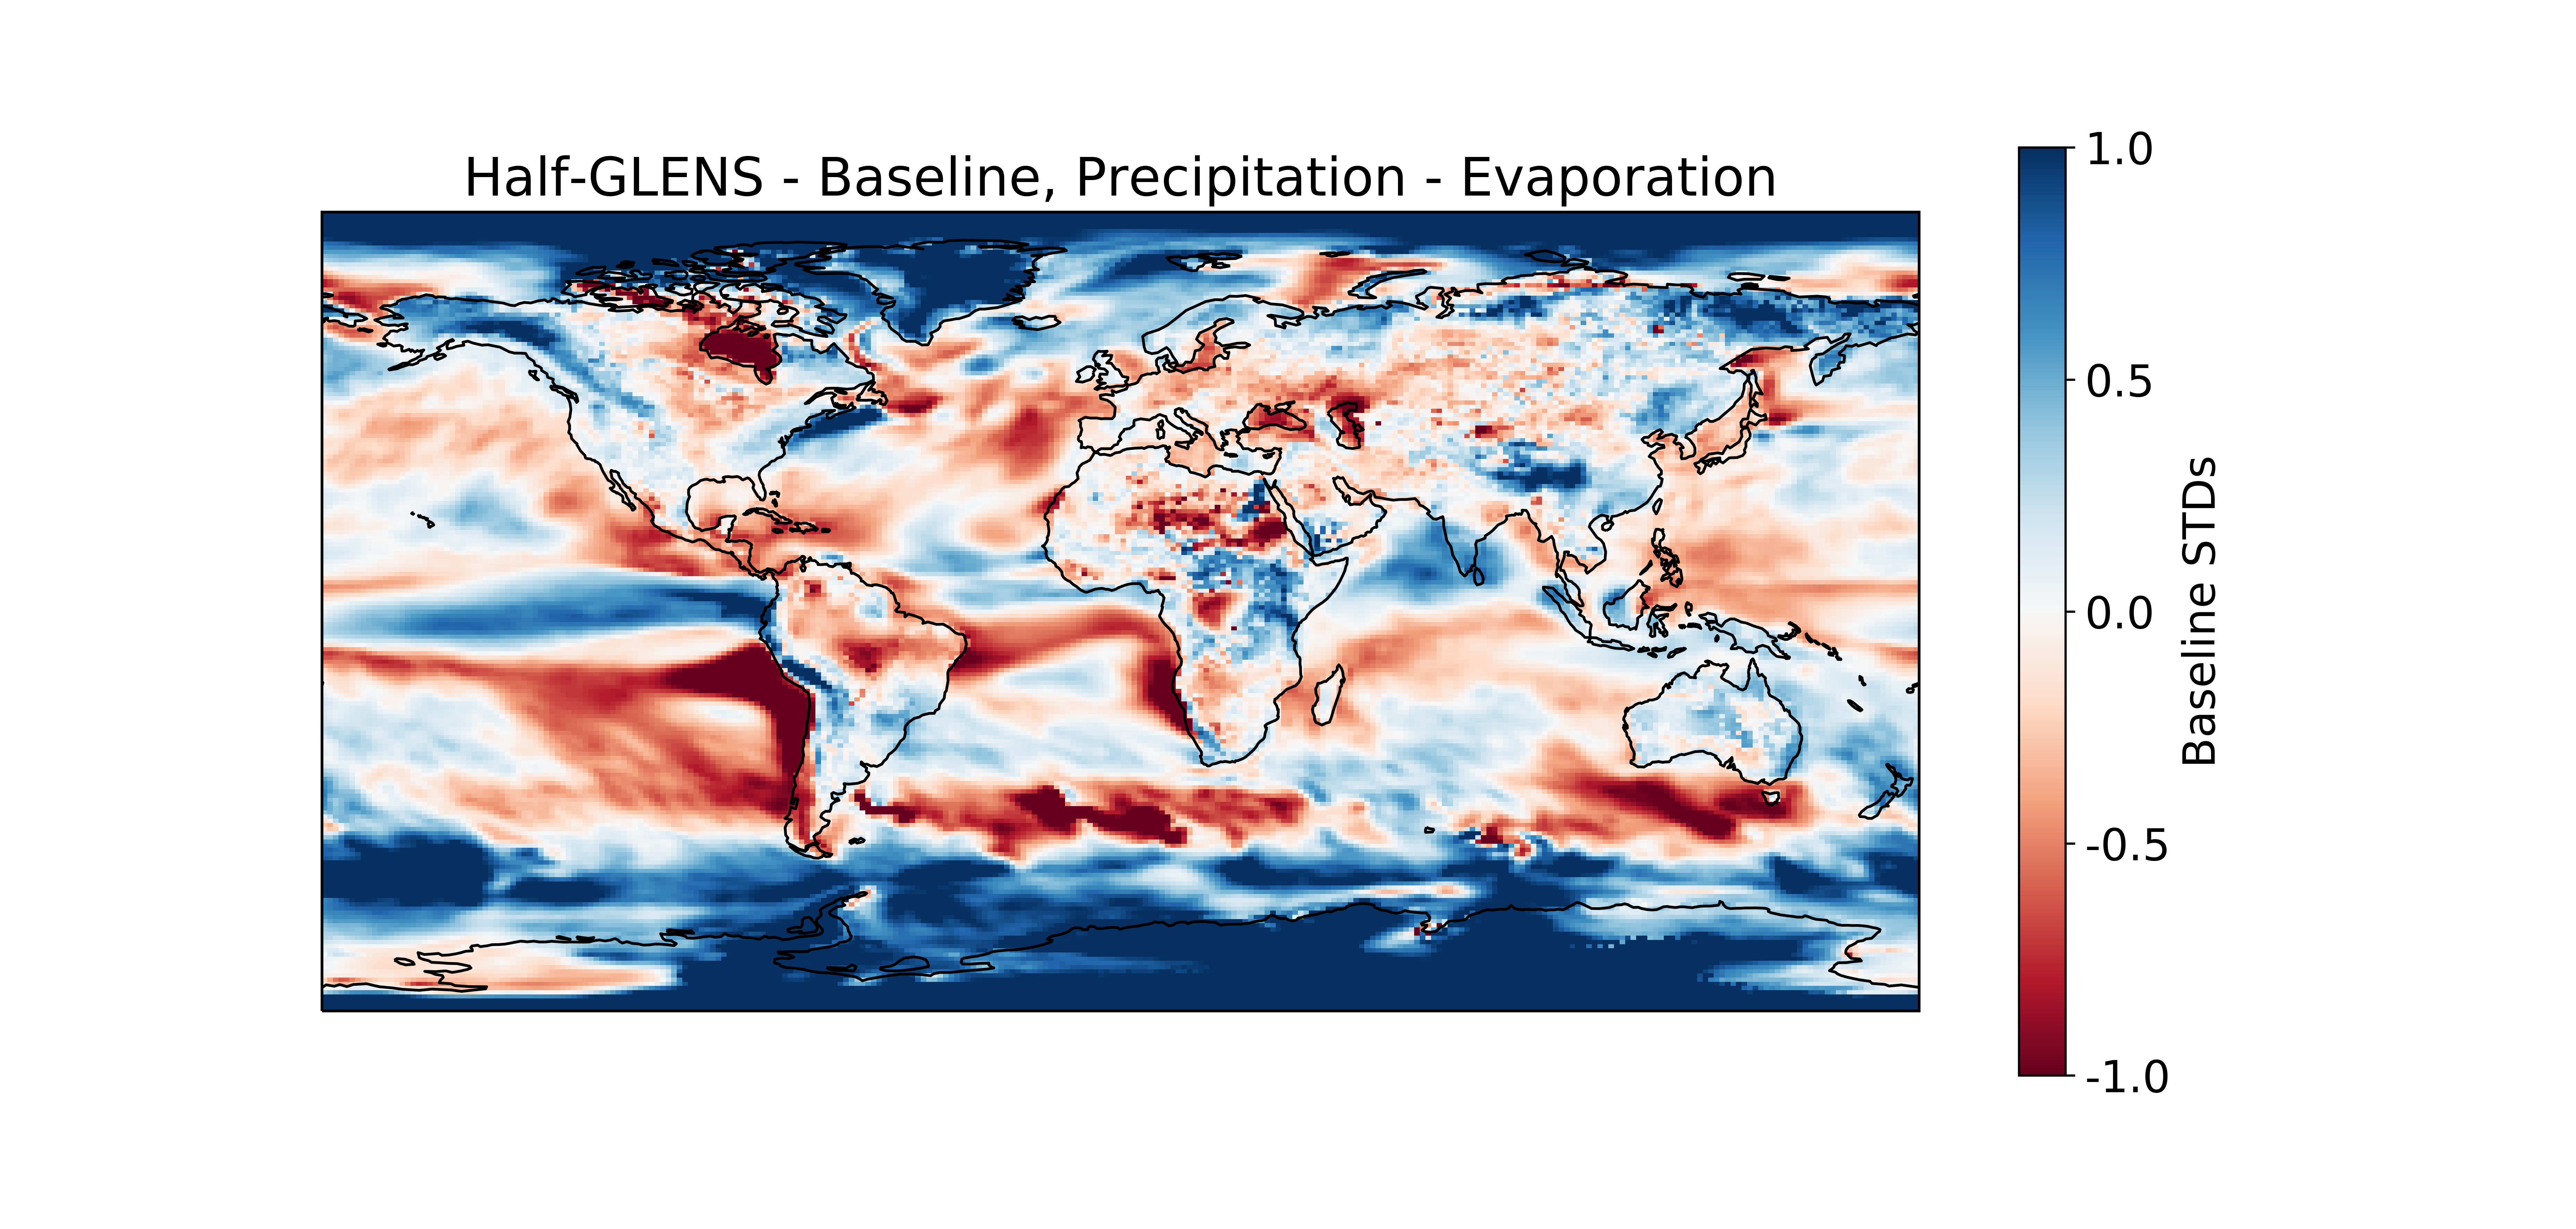 Half-GLENS - Baseline, Precipitation - Evaporation
1.0
0.5
0.0
-0.5
-1.0
Baseline STDs